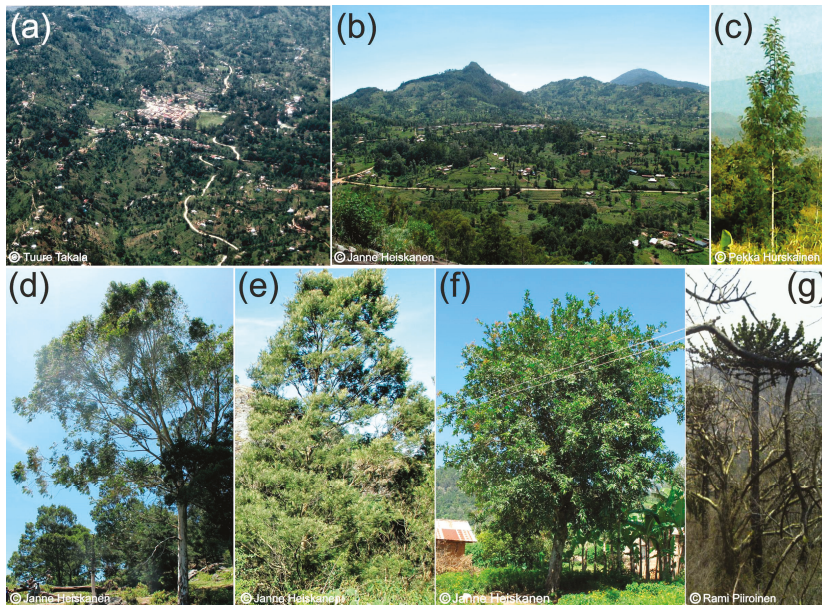 (a)
(b)
(c)
© Tuure Takala
© Janne Heiskanen
© Pekka Hurskainen
(d)
(e)
(f)
(g)
© Janne Heiskanen
© Janne Heiskanen
© Janne Heiskanen
© Rami Piiroinen